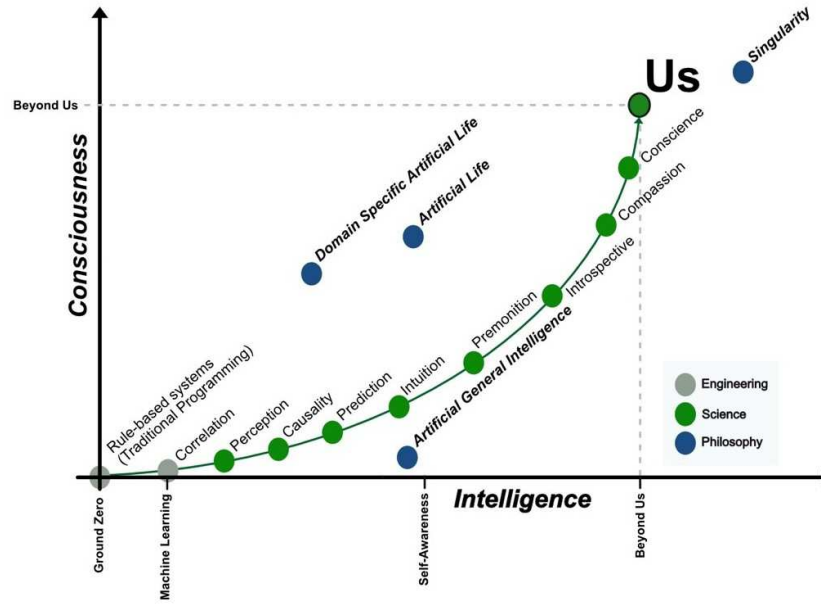 Singularity
Us
Beyond Us
Consciousness
Domain Specific Artificial Life
Artificial Life
Conscience
Compassion
Introspective
Premonition
Artificial General Intelligence
Intuition
Prediction
Causality
Perception
Correlation
Rule-based systems
(Traditional Programming)
Engineering
Science
Philosophy
Intelligence
Ground Zero
Machine Learning
Self-Awareness
Beyond Us